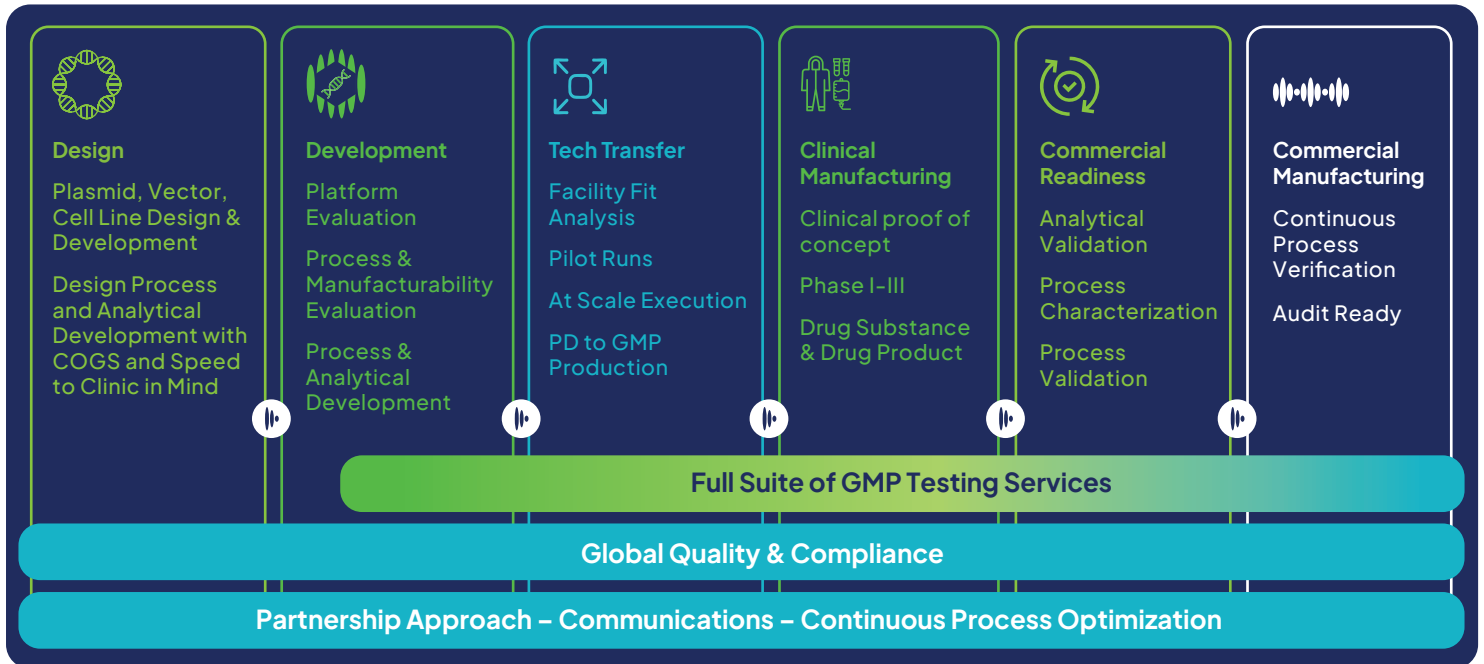 Design
Plasmid, Vector,
Cell Line Design &
Development
Design Process
and Analytical
Development with
COGS and Speed
to Clinic in Mind
Development
Platform
Evaluation
Process &
Manufacturability
Evaluation
Process &
Analytical
Development
Tech Transfer
Facility Fit
Analysis
Pilot Runs
At Scale Execution
PD to GMP
Production
Clinical
Manufacturing
Clinical proof of
concept
Phase I-III
Drug Substance
& Drug Product
Commercial
Readiness
Analytical
Validation
Process
Characterization
Process
Validation
Commercial
Manufacturing
Continuous
Process
Verification
Audit Ready
Full Suite of GMP Testing Services
Global Quality & Compliance
Partnership Approach – Communications – Continuous Process Optimization